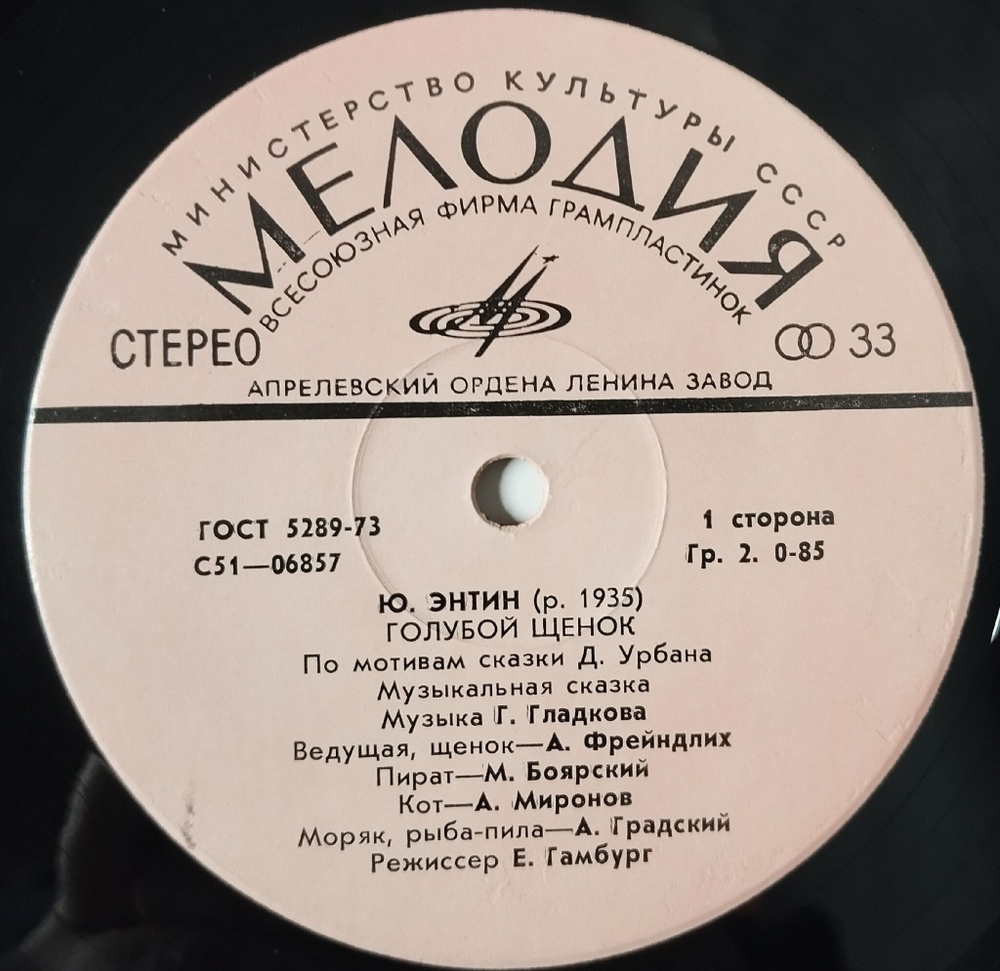 МИНИСТЕРСТВО КУЛЬТУРЫ СССР
МЕЛОДИЯ
ВСЕСОЮЗНАЯ ФИРМА ГРАМПЛАСТИНОК
СТЕРЕО
33
АПРЕЛЕВСКИЙ ОРДЕНА ЛЕНИНА ЗАВОД
ГОСТ 5289-73
1 сторона
С51—06857
Гр. 2. 0-85
Ю. ЭНТИН (р. 1935)
ГОЛУБОЙ ЩЕНОК
По мотивам сказки Д. Урбана
Музыкальная сказка
Музыка Г. Гладкова
Ведущая, щенок—А. Фрейндлих
Пират—М. Боярский
Кот—А. Миронов
Моряк, рыба-пила—А. Градский
Режиссер Е. Гамбург